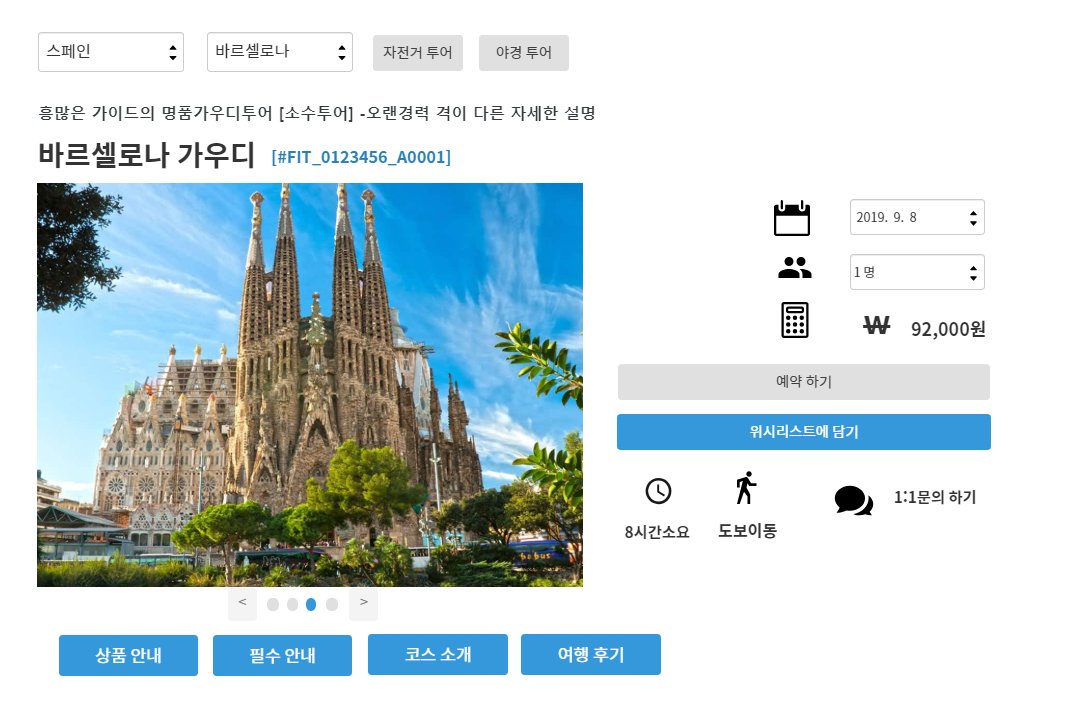 스페인 바르셀로나 자전거 투어 야경 투어
흥많은 가이드의 명품가우디투어 [소수투어] -오랜경력 격이 다른 자세한 설명
바르셀로나 가우디 [#FIT_0123456_A0001]
2019. 9. 8
1 명
₩ 92,000원
예약 하기
위시리스트에 담기
8시간소요 도보이동 1:1문의 하기
bo bus
< >
상품 안내 필수 안내 코스 소개 여행 후기